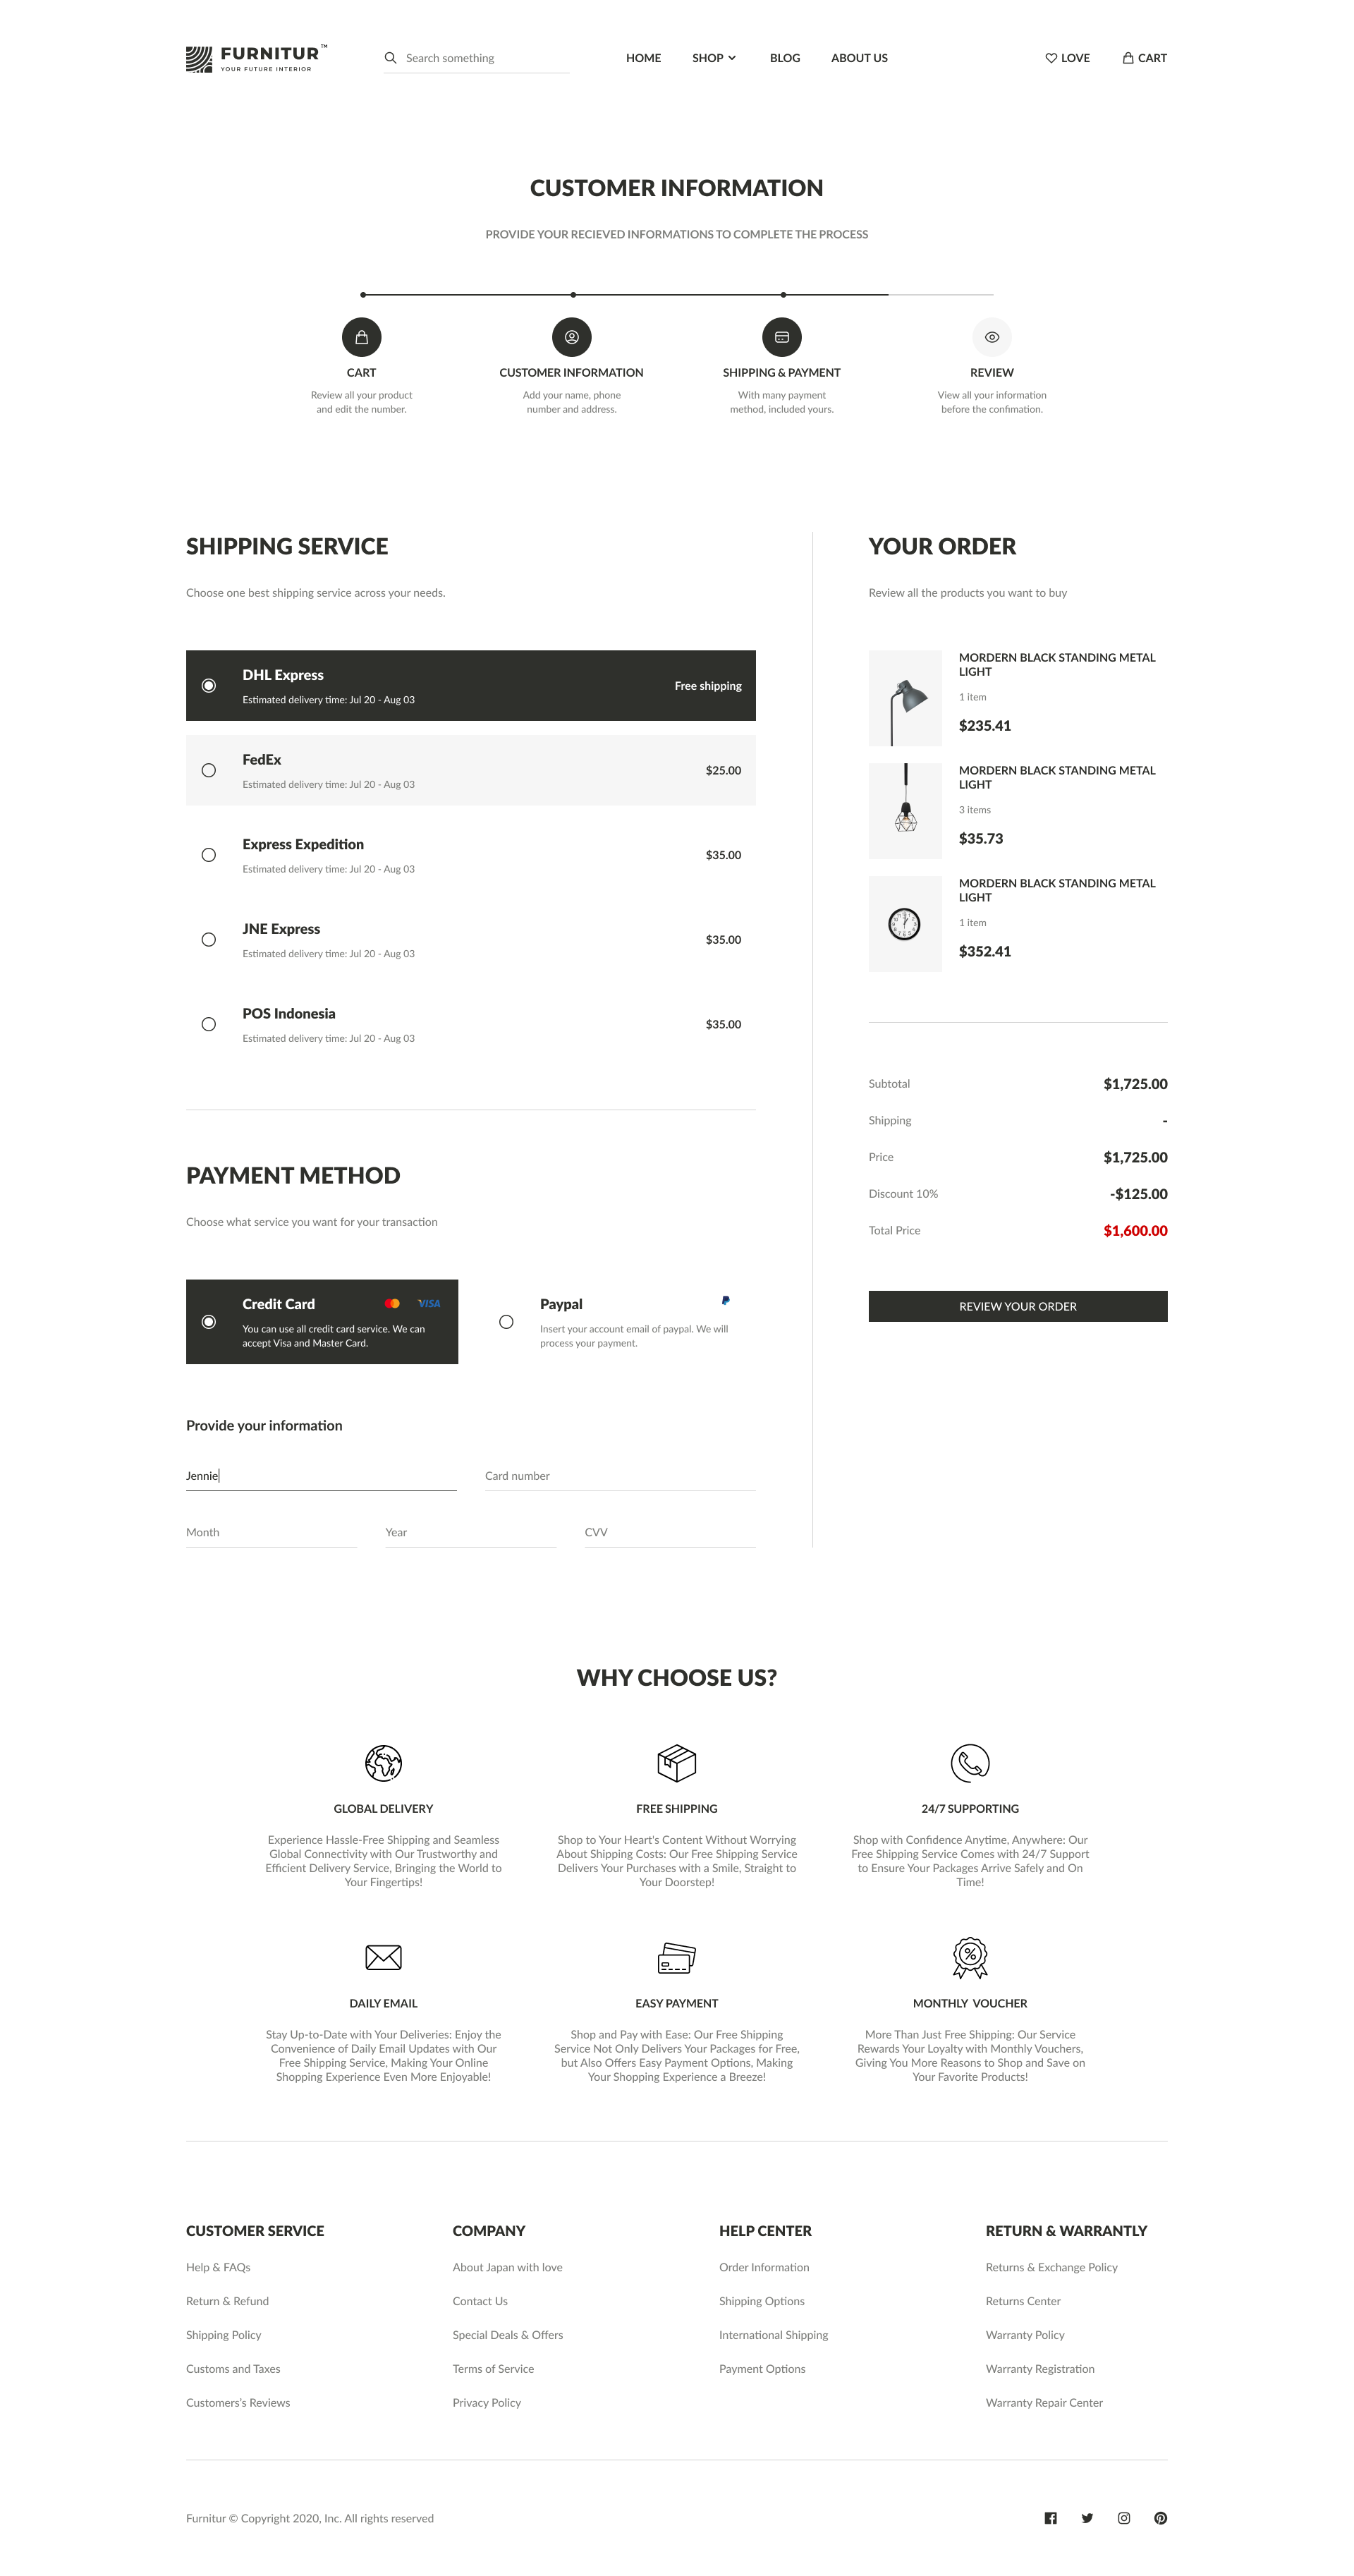 FURNITUR™
YOUR FUTURE INTERIOR
Search something
HOME
SHOP
BLOG
ABOUT US
LOVE
CART
CUSTOMER INFORMATION
PROVIDE YOUR RECIEVED INFORMATIONS TO COMPLETE THE PROCESS
CART
Review all your product
and edit the number.
CUSTOMER INFORMATION
Add your name, phone
number and address.
SHIPPING & PAYMENT
With many payment
method, included yours.
REVIEW
View all your information
before the confimation.
SHIPPING SERVICE
Choose one best shipping service across your needs.
DHL Express
Estimated delivery time: Jul 20 - Aug 03
Free shipping
FedEx
Estimated delivery time: Jul 20 - Aug 03
$25.00
Express Expedition
Estimated delivery time: Jul 20 - Aug 03
$35.00
JNE Express
Estimated delivery time: Jul 20 - Aug 03
$35.00
POS Indonesia
Estimated delivery time: Jul 20 - Aug 03
$35.00
PAYMENT METHOD
Choose what service you want for your transaction
Credit Card
VISA
You can use all credit card service. We can
accept Visa and Master Card.
Paypal
Insert your account email of paypal. We will
process your payment.
Provide your information
Jennie
Card number
Month
Year
CVV
YOUR ORDER
Review all the products you want to buy
MORDERN BLACK STANDING METAL
LIGHT
1 item
$235.41
MORDERN BLACK STANDING METAL
LIGHT
3 items
$35.73
MORDERN BLACK STANDING METAL
LIGHT
1 item
$352.41
Subtotal
$1,725.00
Shipping
-
Price
$1,725.00
Discount 10%
-$125.00
Total Price
$1,600.00
REVIEW YOUR ORDER
WHY CHOOSE US?
GLOBAL DELIVERY
Experience Hassle-Free Shipping and Seamless
Global Connectivity with Our Trustworthy and
Efficient Delivery Service, Bringing the World to
Your Fingertips!
FREE SHIPPING
Shop to Your Heart's Content Without Worrying
About Shipping Costs: Our Free Shipping Service
Delivers Your Purchases with a Smile, Straight to
Your Doorstep!
24/7 SUPPORTING
Shop with Confidence Anytime, Anywhere: Our
Free Shipping Service Comes with 24/7 Support
to Ensure Your Packages Arrive Safely and On
Time!
DAILY EMAIL
Stay Up-to-Date with Your Deliveries: Enjoy the
Convenience of Daily Email Updates with Our
Free Shipping Service, Making Your Online
Shopping Experience Even More Enjoyable!
EASY PAYMENT
Shop and Pay with Ease: Our Free Shipping
Service Not Only Delivers Your Packages for Free,
but Also Offers Easy Payment Options, Making
Your Shopping Experience a Breeze!
MONTHLY VOUCHER
More Than Just Free Shipping: Our Service
Rewards Your Loyalty with Monthly Vouchers,
Giving You More Reasons to Shop and Save on
Your Favorite Products!
CUSTOMER SERVICE
Help & FAQs
Return & Refund
Shipping Policy
Customs and Taxes
Customers's Reviews
COMPANY
About Japan with love
Contact Us
Special Deals & Offers
Terms of Service
Privacy Policy
HELP CENTER
Order Information
Shipping Options
International Shipping
Payment Options
RETURN & WARRANTLY
Returns & Exchange Policy
Returns Center
Warranty Policy
Warranty Registration
Warranty Repair Center
Furnitur © Copyright 2020, Inc. All rights reserved